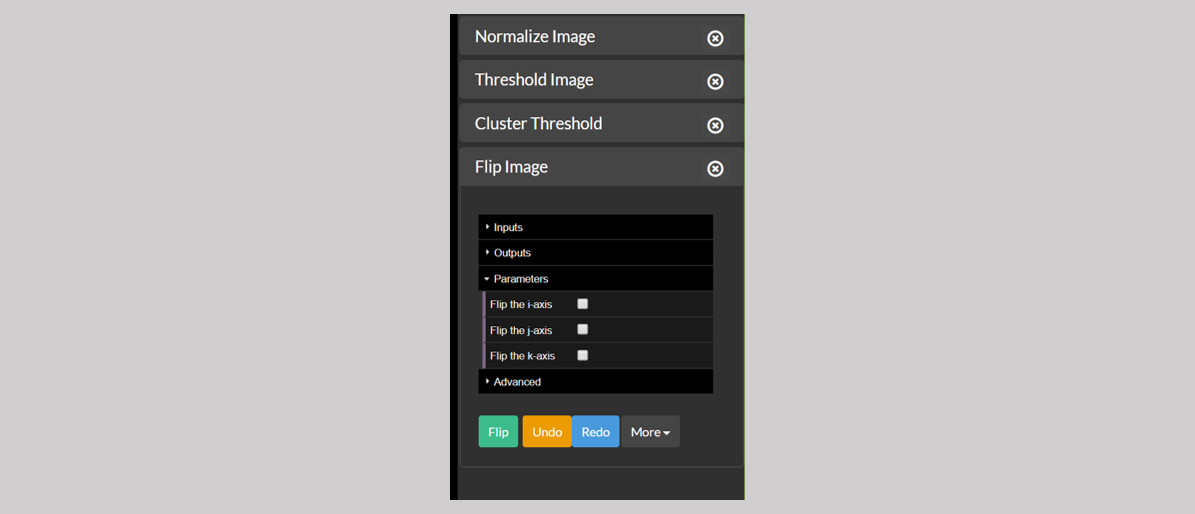 Normalize Image
Threshold Image
Cluster Threshold
Flip Image
Inputs
Outputs
Parameters
Flip the i-axis
Flip the j-axis
Flip the k-axis
Advanced
Flip Undo Redo More